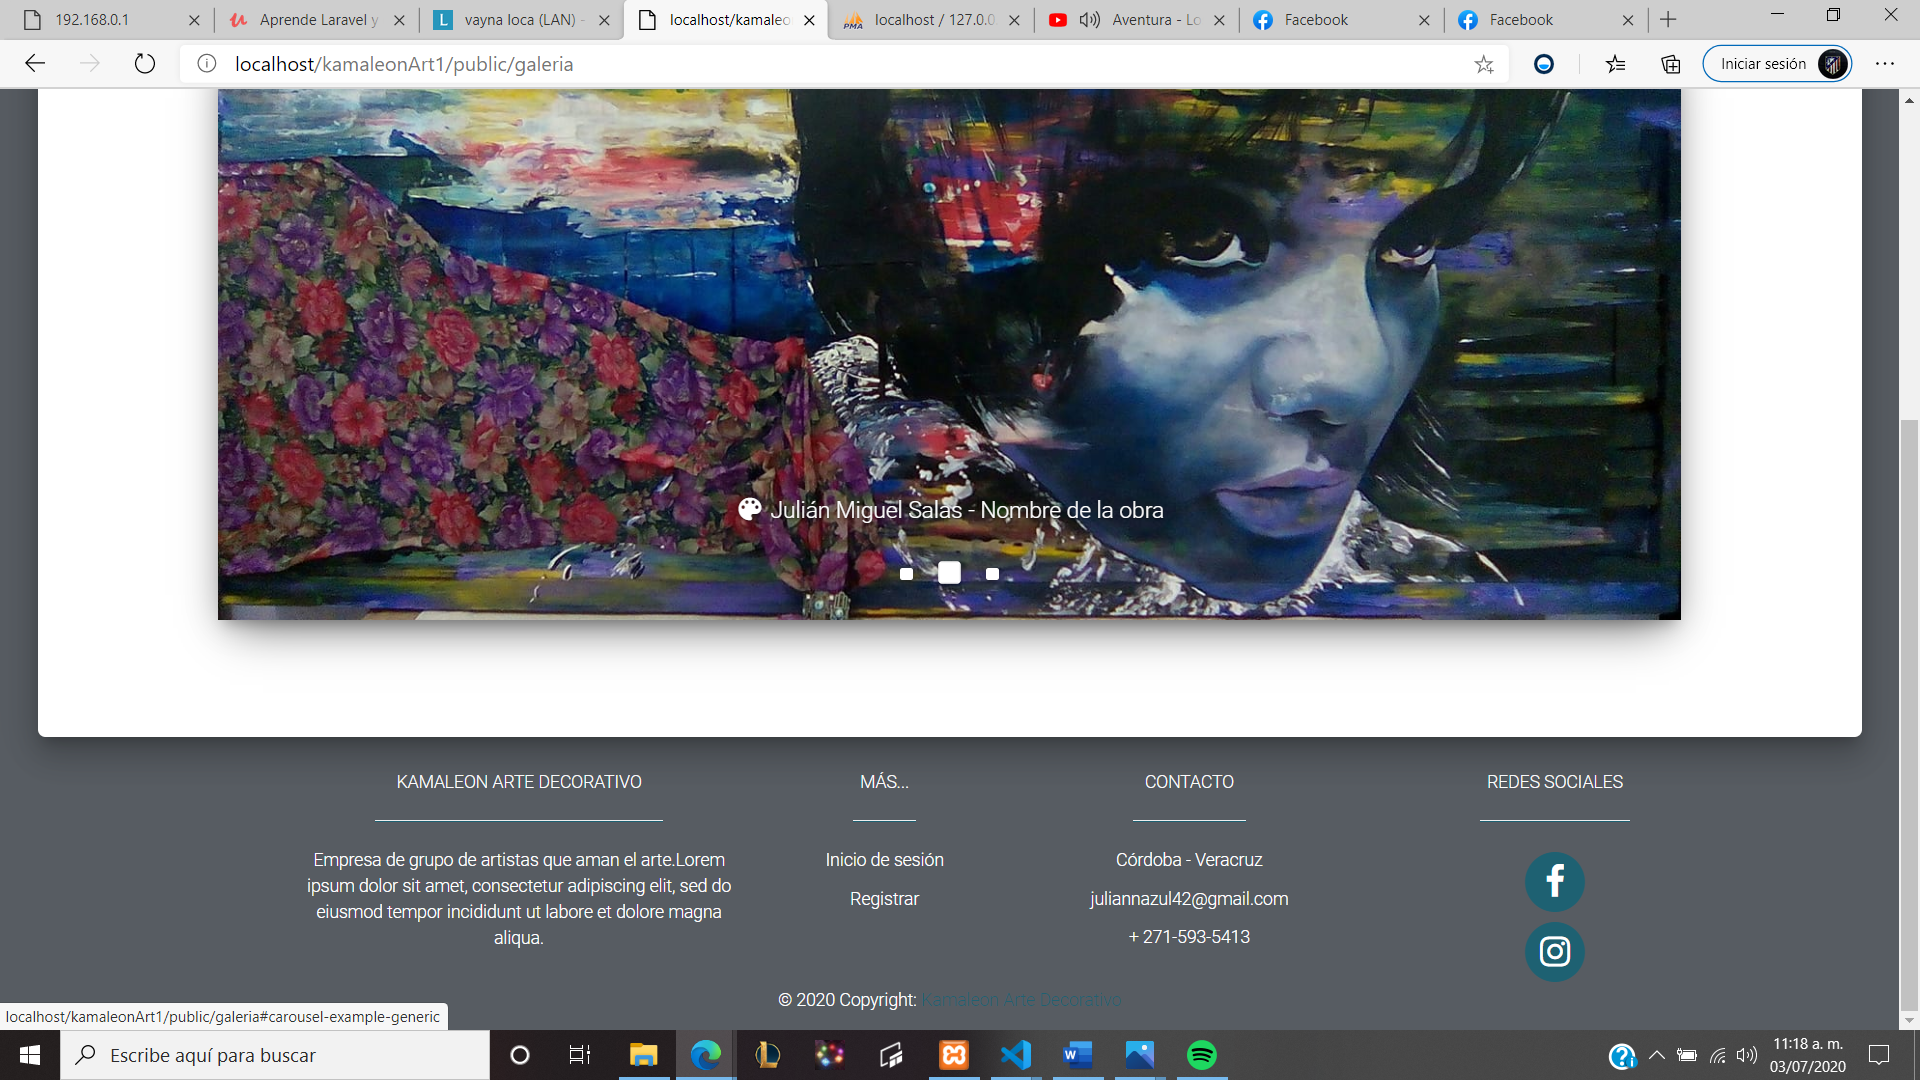 192.168.0.1
Aprende Laravel y
vayna loca (LAN) -
localhost/kamaleo
localhost / 127.0.0
Aventura - Lo
Facebook
Facebook
localhost/kamaleonArt1/public/galeria
Iniciar sesión
Julián Miguel Salas - Nombre de la obra
KAMALEON ARTE DECORATIVO
Empresa de grupo de artistas que aman el arte.Lorem
ipsum dolor sit amet, consectetur adipiscing elit, sed do
eiusmod tempor incididunt ut labore et dolore magna
aliqua.
MÁS...
Inicio de sesión
Registrar
CONTACTO
Córdoba - Veracruz
juliannazul42@gmail.com
+ 271-593-5413
REDES SOCIALES
© 2020 Copyright: Kamaleon Arte Decorativo
localhost/kamaleonArt1/public/galeria#carousel-example-generic
Escribe aquí para buscar
11:18 a. m.
03/07/2020